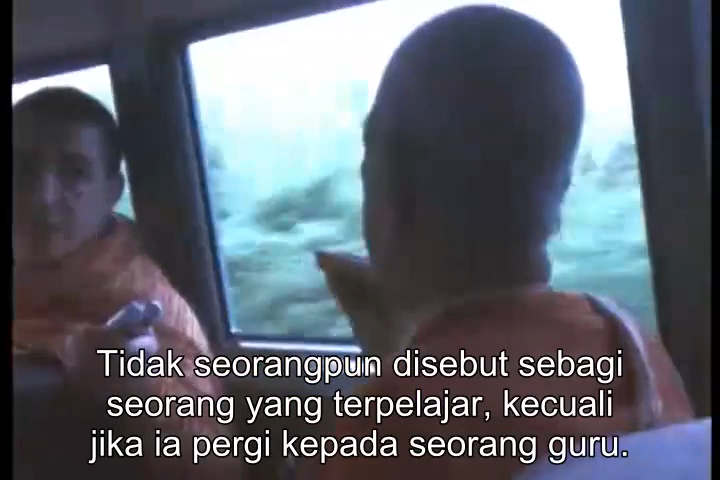 Tidak seorangpun disebut sebagi
seorang yang terpelajar, kecuali
jika ia pergi kepada seorang guru.